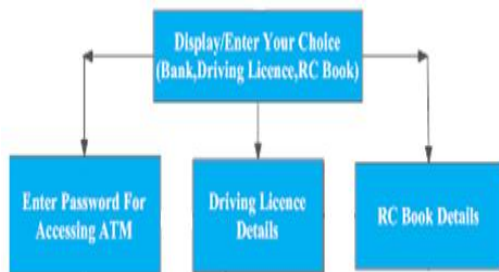 Display/Enter Your Choice
(Bank,Driving Licence,RC Book)
Enter Password For
Accessing ATM
Driving Licence
Details
RC Book Details